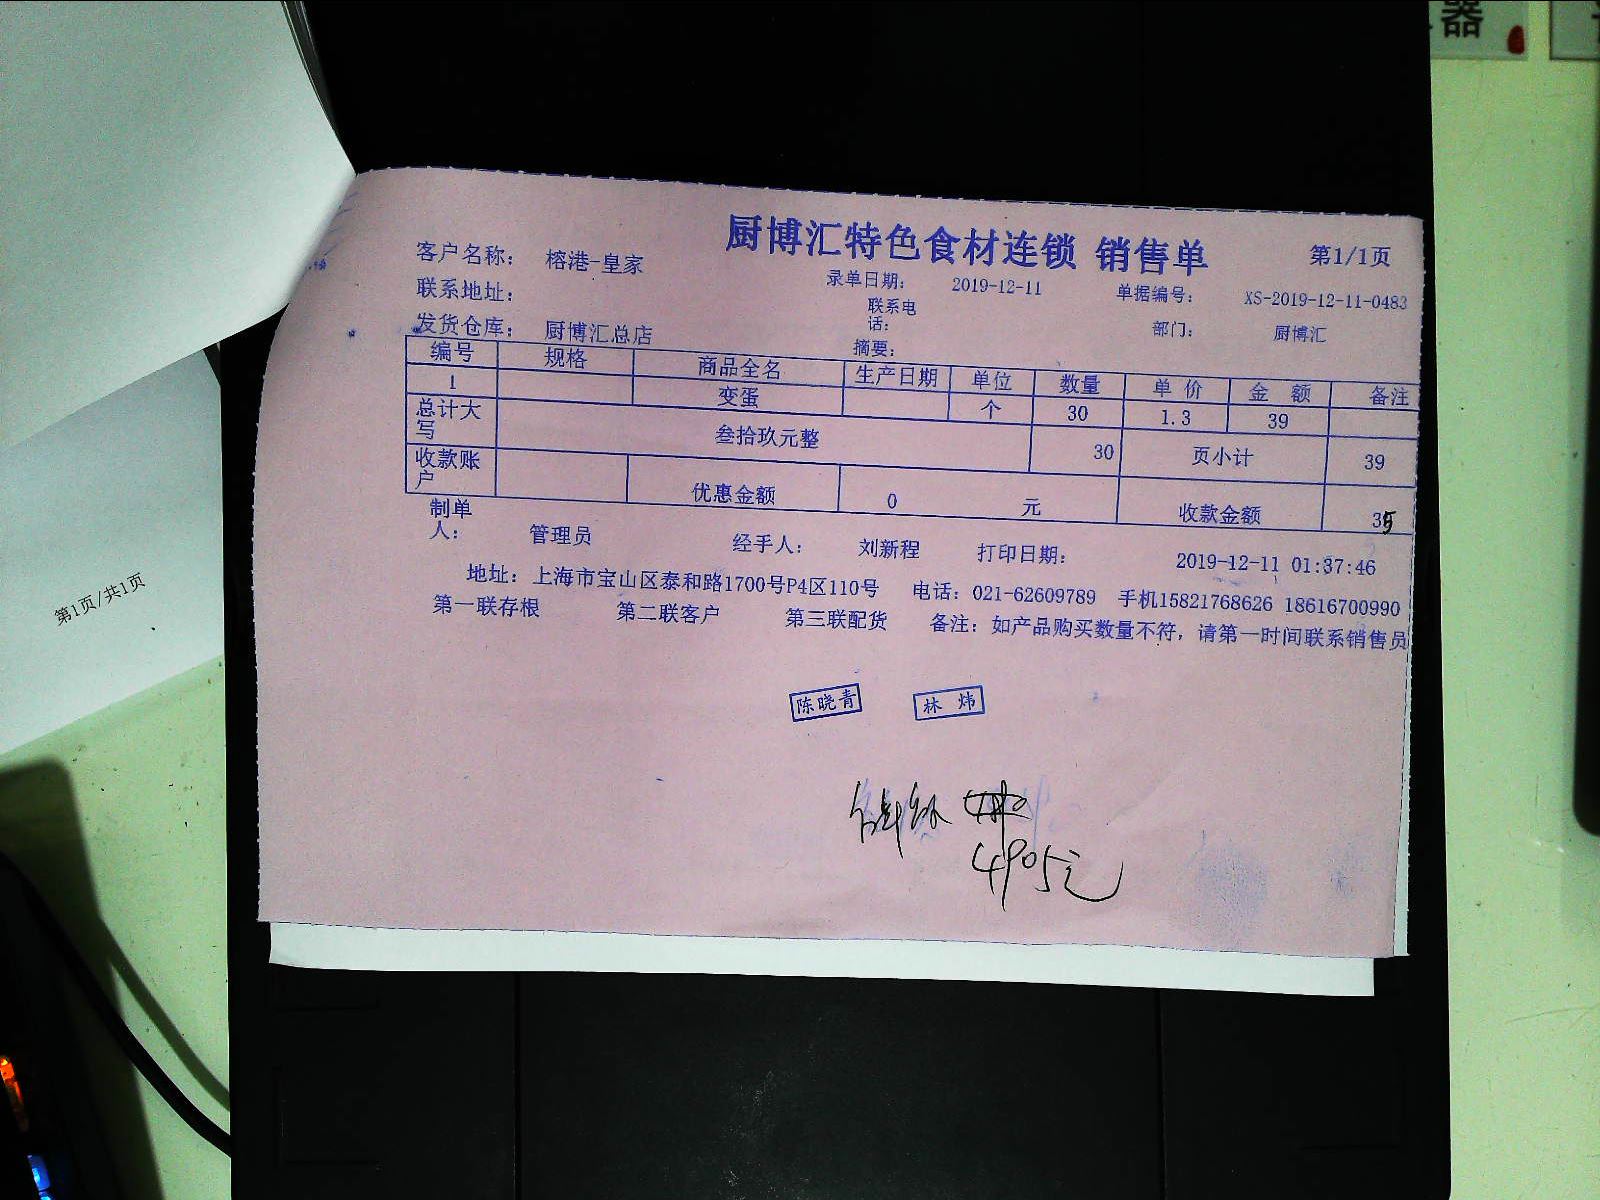 器
厨博汇特色食材连锁 销售单
第1/1页
客户名称： 榕港-皇家
录单日期： 2019-12-11
单据编号： XS-2019-12-11-0483
联系地址：
联系电话：
部门： 厨博汇
发货仓库： 厨博汇总店
摘要：
编号 规格 商品全名 生产日期 单位 数量 单价 金额 备注
1 变蛋 个 30 1.3 39
总计大写 叁拾玖元整 30 页小计 39
收款账户 优惠金额 0 元 收款金额 35
制单人： 管理员 经手人： 刘新程 打印日期： 2019-12-11 01:37:46
地址：上海市宝山区泰和路1700号P4区110号 电话：021-62609789 手机15821768626 18616700990
第一联存根 第二联客户 第三联配货 备注：如产品购买数量不符，请第一时间联系销售员
陈晓青 林炜
4905元
第1页/共1页